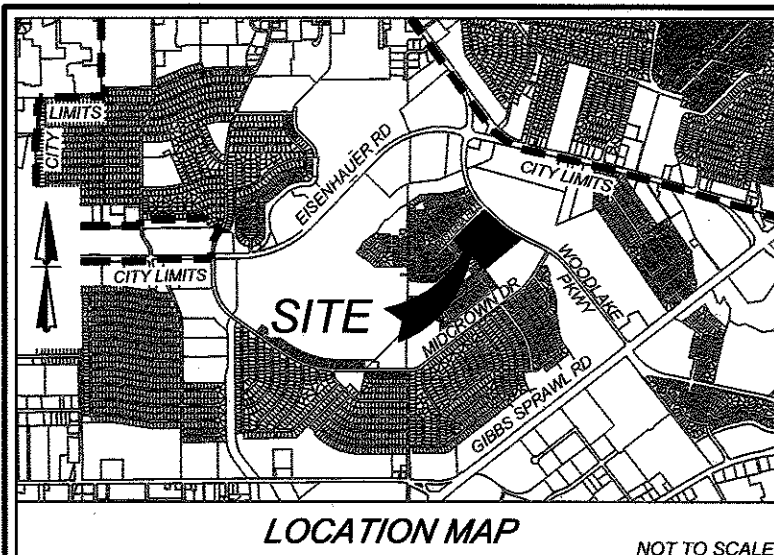 LIMITS
CITY
EISENHAUER RD
CITY LIMITS
CITY LIMITS
WOODLAKE
PKWY
SITE
MIDCROWN DR
GIBBS SPRAWL RD
LOCATION MAP
NOT TO SCALE